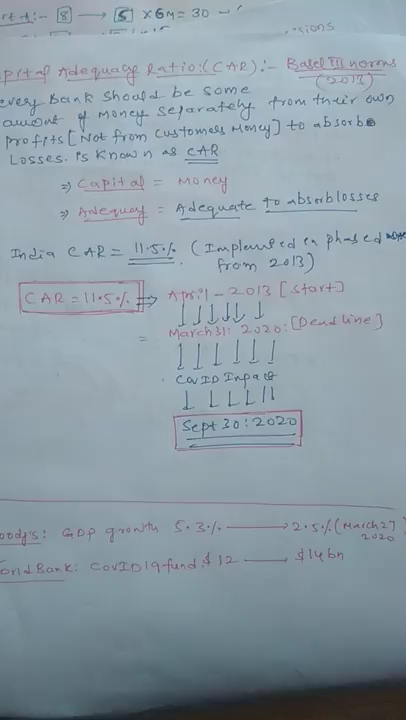 8 → 5 x 6M = 30
Capital Adequacy Ratio: (CAR) :- Basel III norms
(2013)
every Bank should be some
amount of money separately from their own
profits [Not from customers Money] to absorb
Losses. is known as CAR
⇒ Capital = Money
⇒ Adequacy = Adequate to absorb losses
India CAR = 11.5%. (Implemented in phased
from 2013)
CAR = 11.5% ⇒ April - 2013 [start]
↓ ↓ ↓ ↓ ↓ ↓
= March 31: 2020: [Deadline]
↓ ↓ ↓ ↓ ↓ ↓
COVID Impact
↓ ↓ ↓ ↓
Sept 30: 2020
oody's: GDP growth 5.3% → 2.5% (March 27
2020
orld Bank: COVID19 fund $12 → $14 bn